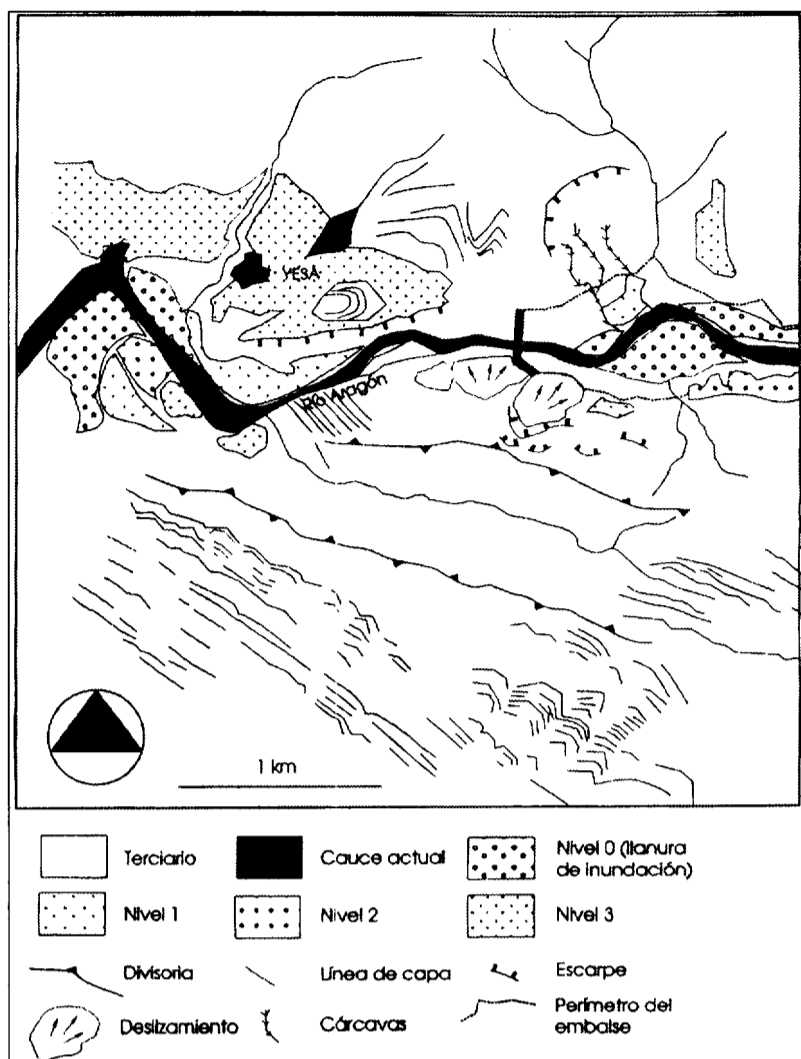 YESA
Río Aragón
1 km
Terciario
Cauce actual
Nivel 0 (llanura
de inundación)
Nivel 1
Nivel 2
Nivel 3
Divisoria
Línea de capa
Escarpe
Deslizamiento
Cárcavas
Perímetro del
embalse